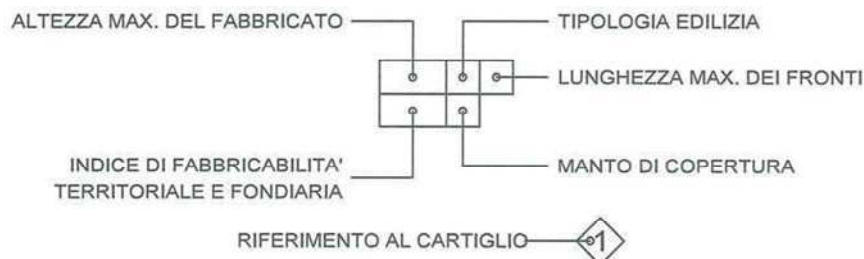 ALTEZZA MAX. DEL FABBRICATO
TIPOLOGIA EDILIZIA
LUNGHEZZA MAX. DEI FRONTI
INDICE DI FABBRICABILITA'
TERRITORIALE E FONDIARIA
MANTO DI COPERTURA
RIFERIMENTO AL CARTIGLIO
1